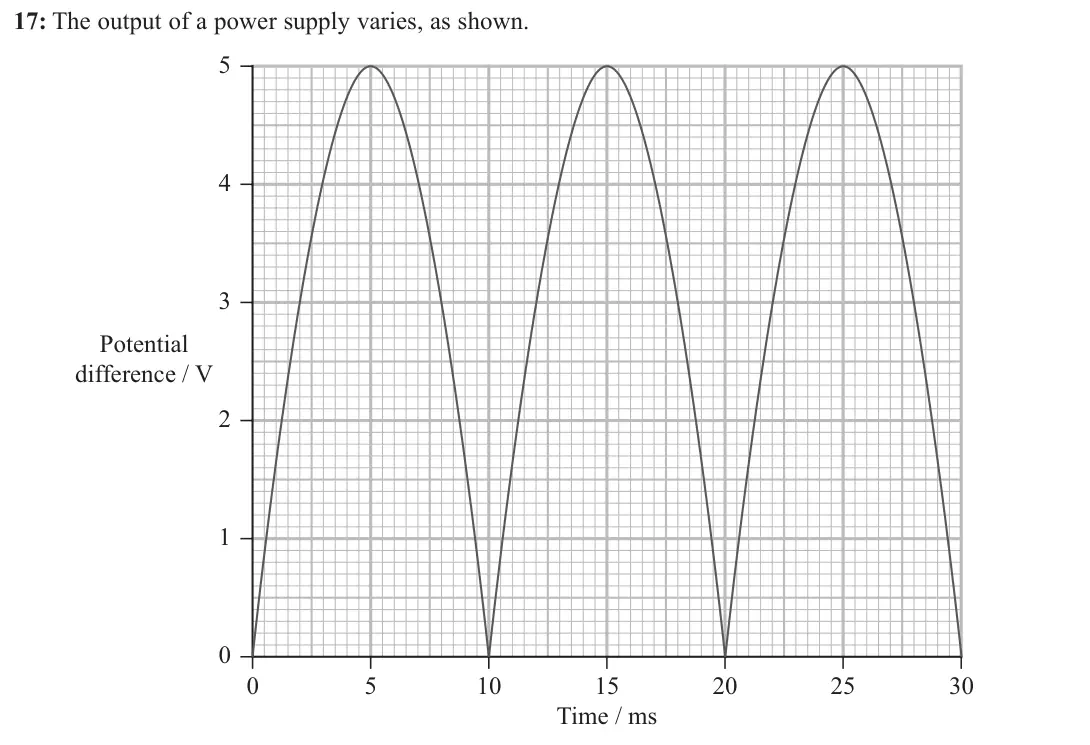 17: The output of a power supply varies, as shown.
5
4
3
Potential
difference / V
2
1
0
0 5 10 15 20 25 30
Time / ms